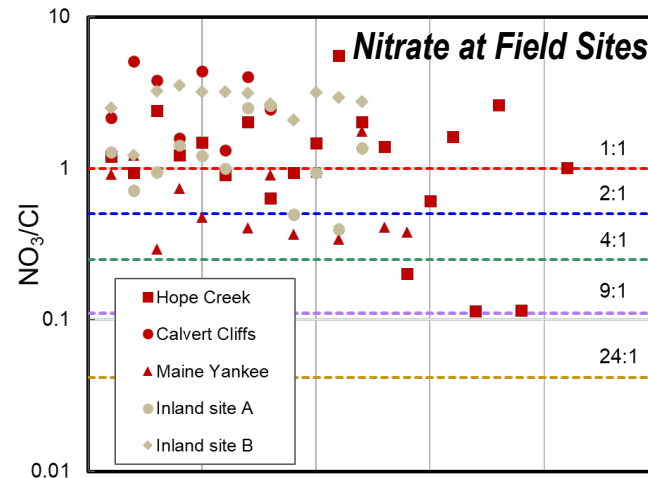 Nitrate at Field Sites
10
1
0.1
0.01
NO₃/Cl
1:1
2:1
4:1
9:1
24:1
Hope Creek
Calvert Cliffs
Maine Yankee
Inland site A
Inland site B